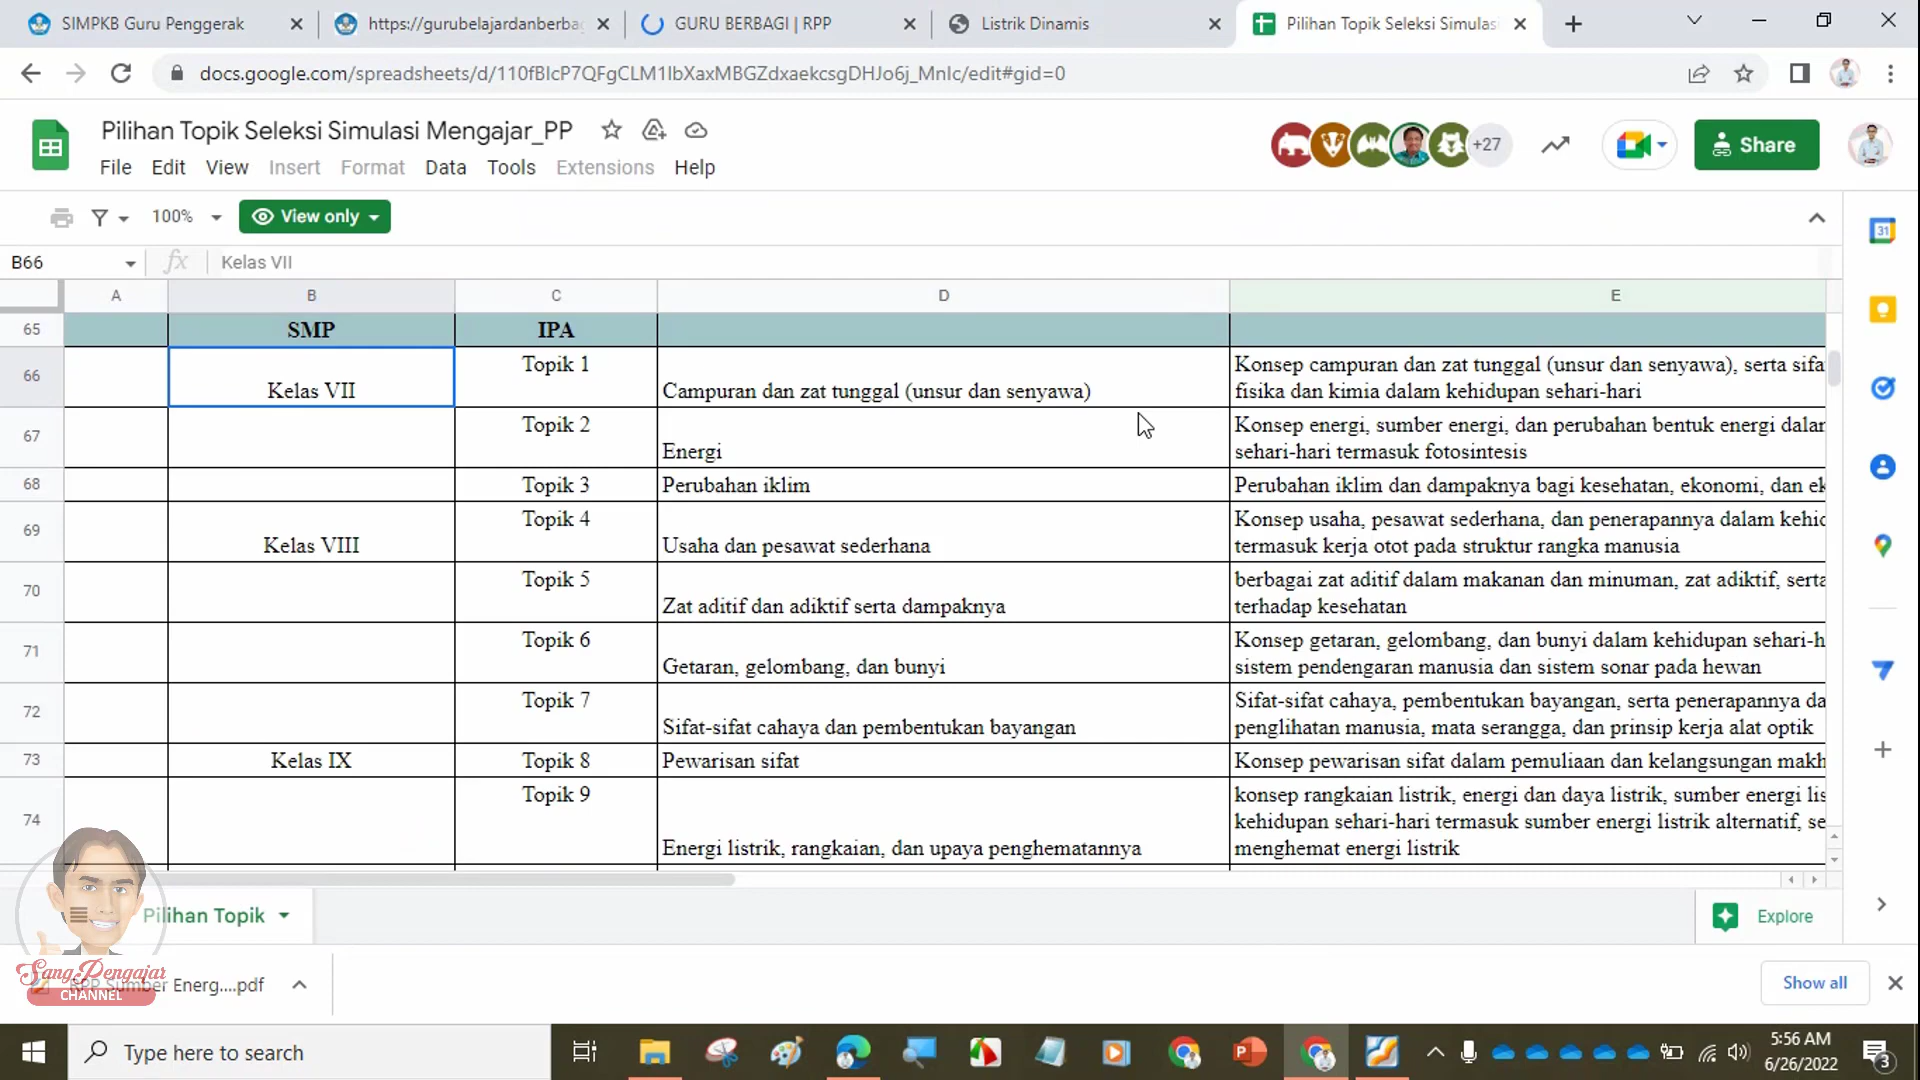 SIMPKB Guru Penggerak
https://gurubelajardanberba
GURU BERBAGI | RPP
Listrik Dinamis
Pilihan Topik Seleksi Simulasi
docs.google.com/spreadsheets/d/110fBIcP7QFgCLM1IbXaxMBGZdxaekcsgDHJo6j_MnIc/edit#gid=0
Pilihan Topik Seleksi Simulasi Mengajar_PP
+27
Share
File Edit View Insert Format Data Tools Extensions Help
100%
View only
31
B66
fx
Kelas VII
A B C D E
65 SMP IPA
66 Kelas VII Topik 1 Campuran dan zat tunggal (unsur dan senyawa)
Konsep campuran dan zat tunggal (unsur dan senyawa), serta sifa
fisika dan kimia dalam kehidupan sehari-hari
67 Topik 2 Energi
Konsep energi, sumber energi, dan perubahan bentuk energi dalam
sehari-hari termasuk fotosintesis
68 Topik 3 Perubahan iklim Perubahan iklim dan dampaknya bagi kesehatan, ekonomi, dan ek
69 Kelas VIII Topik 4 Usaha dan pesawat sederhana
Konsep usaha, pesawat sederhana, dan penerapannya dalam kehid
termasuk kerja otot pada struktur rangka manusia
70 Topik 5 Zat aditif dan adiktif serta dampaknya
berbagai zat aditif dalam makanan dan minuman, zat adiktif, serta
terhadap kesehatan
71 Topik 6 Getaran, gelombang, dan bunyi
Konsep getaran, gelombang, dan bunyi dalam kehidupan sehari-h
sistem pendengaran manusia dan sistem sonar pada hewan
72 Topik 7 Sifat-sifat cahaya dan pembentukan bayangan
Sifat-sifat cahaya, pembentukan bayangan, serta penerapannya da
penglihatan manusia, mata serangga, dan prinsip kerja alat optik
73 Kelas IX Topik 8 Pewarisan sifat Konsep pewarisan sifat dalam pemuliaan dan kelangsungan makh
74 Topik 9 Energi listrik, rangkaian, dan upaya penghematannya
konsep rangkaian listrik, energi dan daya listrik, sumber energi lis
kehidupan sehari-hari termasuk sumber energi listrik alternatif, se
menghemat energi listrik
Pilihan Topik
Explore
SangPengajar
CHANNEL
RPP Sumber Energ....pdf
Show all
Type here to search
5:56 AM
6/26/2022
3